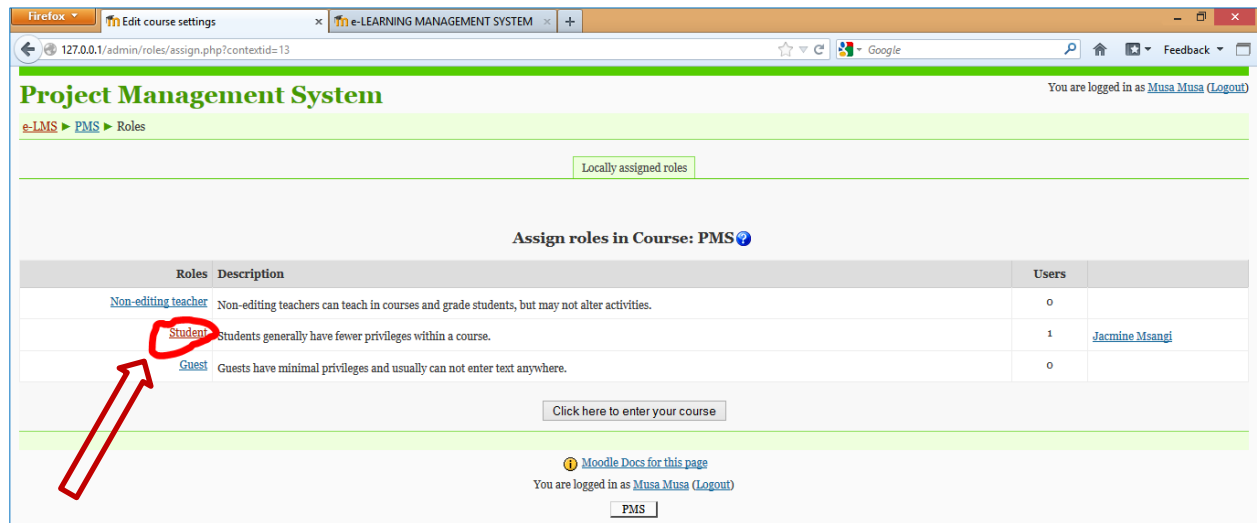 Firefox
Edit course settings
e-LEARNING MANAGEMENT SYSTEM
127.0.0.1/admin/roles/assign.php?contextid=13
Google
Feedback
Project Management System
You are logged in as Musa Musa (Logout)
e-LMS ► PMS ► Roles
Locally assigned roles
Assign roles in Course: PMS
Roles Description Users
Non-editing teacher Non-editing teachers can teach in courses and grade students, but may not alter activities. 0
Student Students generally have fewer privileges within a course. 1 Jacmine Msangi
Guest Guests have minimal privileges and usually can not enter text anywhere. 0
Click here to enter your course
Moodle Docs for this page
You are logged in as Musa Musa (Logout)
PMS